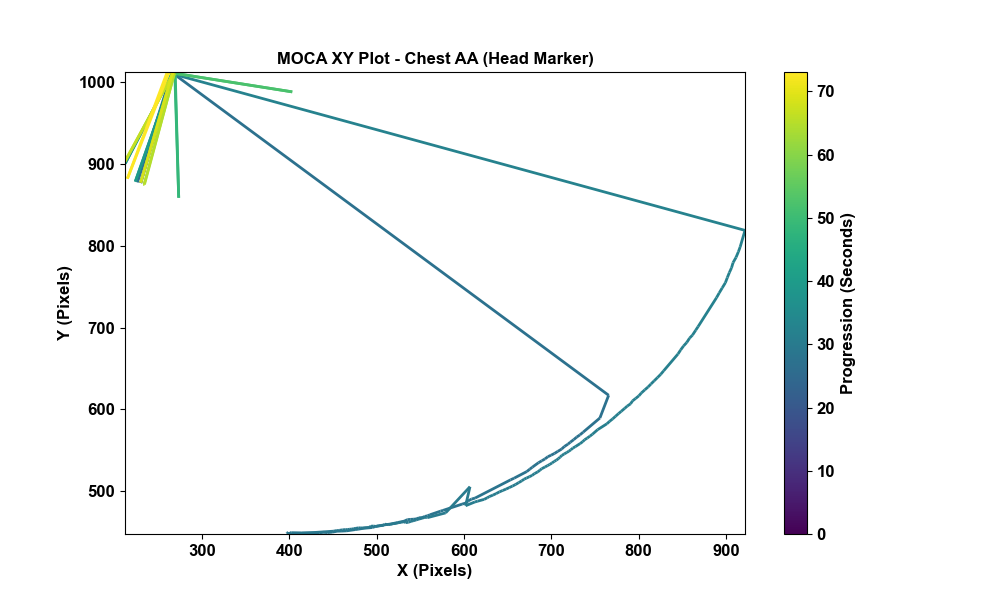 MOCA XY Plot - Chest AA (Head Marker)
1000
900
800
700
600
500
Y (Pixels)
300 400 500 600 700 800 900
X (Pixels)
70
60
50
40
30
20
10
0
Progression (Seconds)